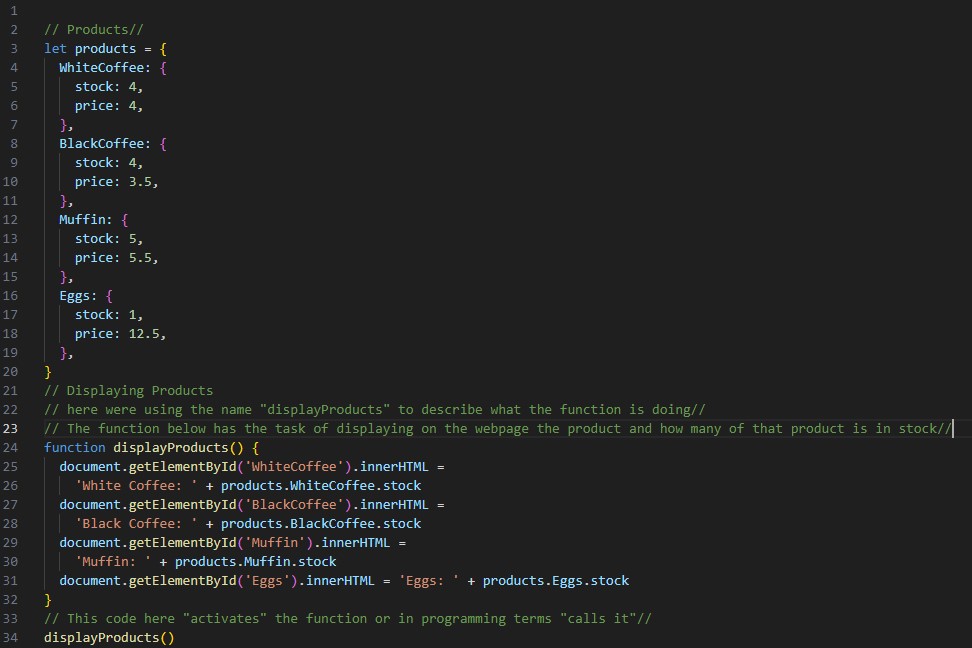 1
2 // Products//
3 let products = {
4   WhiteCoffee: {
5     stock: 4,
6     price: 4,
7   },
8   BlackCoffee: {
9     stock: 4,
10     price: 3.5,
11   },
12   Muffin: {
13     stock: 5,
14     price: 5.5,
15   },
16   Eggs: {
17     stock: 1,
18     price: 12.5,
19   },
20 }
21 // Displaying Products
22 // here were using the name "displayProducts" to describe what the function is doing//
23 // The function below has the task of displaying on the webpage the product and how many of that product is in stock//
24 function displayProducts() {
25   document.getElementById('WhiteCoffee').innerHTML =
26     'White Coffee: ' + products.WhiteCoffee.stock
27   document.getElementById('BlackCoffee').innerHTML =
28     'Black Coffee: ' + products.BlackCoffee.stock
29   document.getElementById('Muffin').innerHTML =
30     'Muffin: ' + products.Muffin.stock
31   document.getElementById('Eggs').innerHTML = 'Eggs: ' + products.Eggs.stock
32 }
33 // This code here "activates" the function or in programming terms "calls it"//
34 displayProducts()